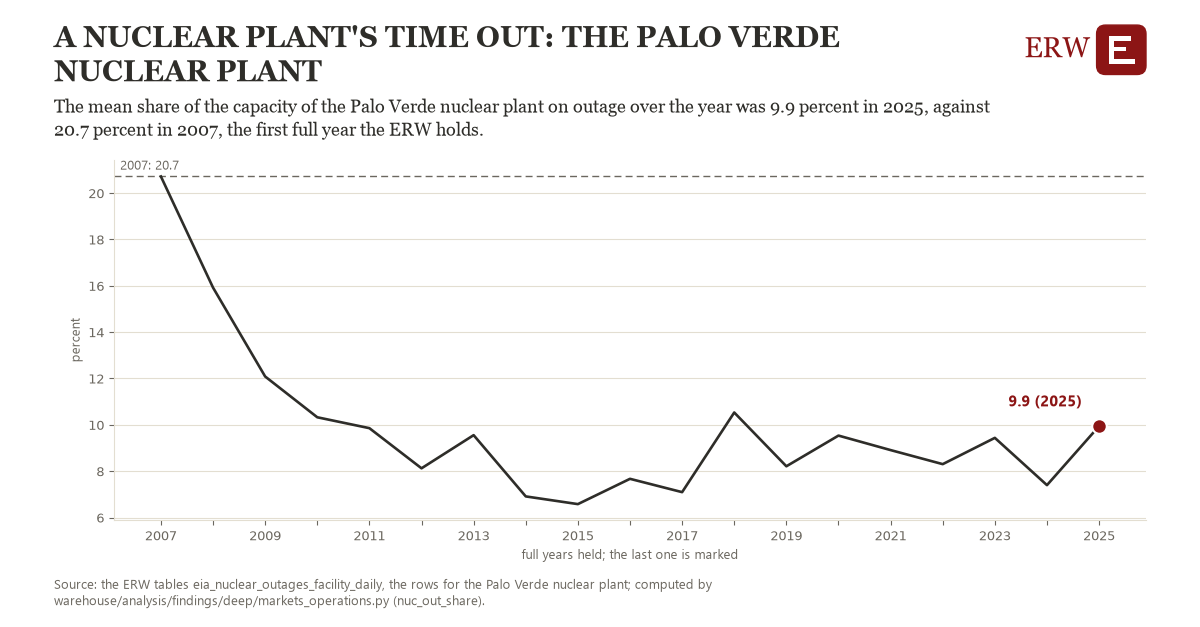 A NUCLEAR PLANT'S TIME OUT: THE PALO VERDE
NUCLEAR PLANT
ERW E
The mean share of the capacity of the Palo Verde nuclear plant on outage over the year was 9.9 percent in 2025, against
20.7 percent in 2007, the first full year the ERW holds.
2007: 20.7
20
18
16
14
12
10
8
6
percent
9.9 (2025)
2007 2009 2011 2013 2015 2017 2019 2021 2023 2025
full years held; the last one is marked
Source: the ERW tables eia_nuclear_outages_facility_daily, the rows for the Palo Verde nuclear plant; computed by
warehouse/analysis/findings/deep/markets_operations.py (nuc_out_share).